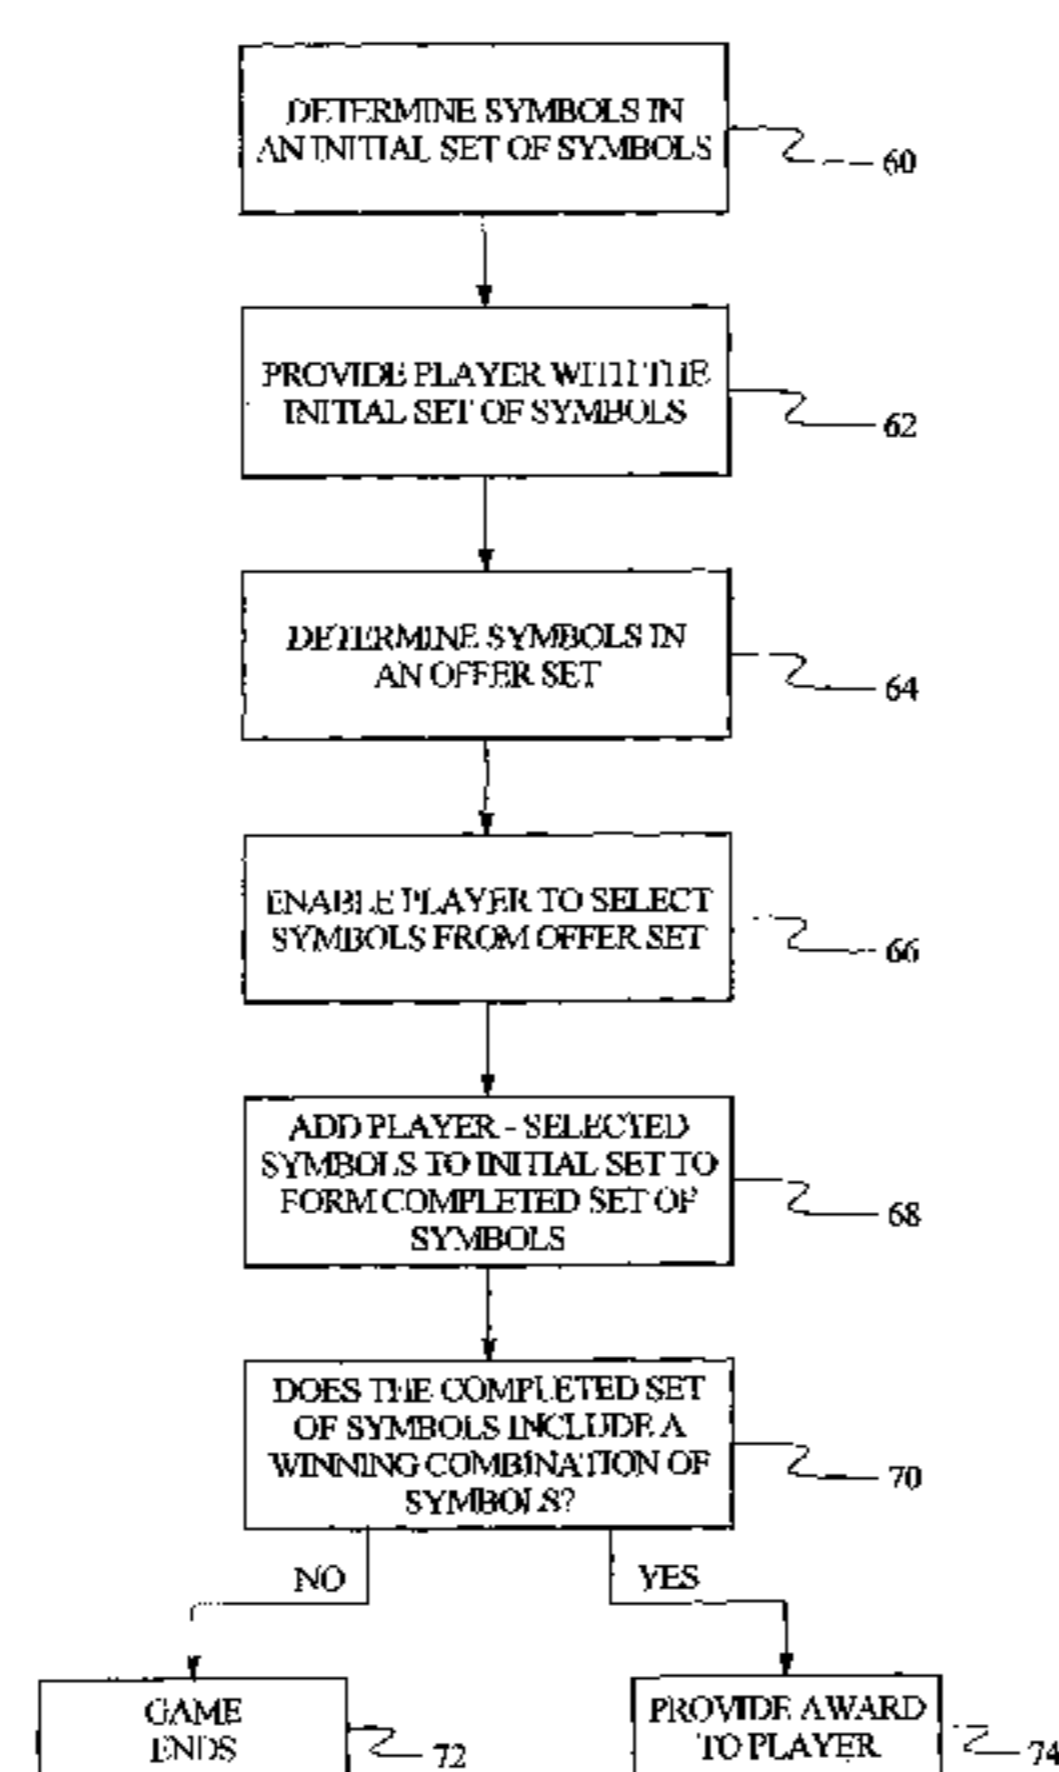 DETERMINE SYMBOLS IN
AN INITIAL SET OF SYMBOLS
60
PROVIDE PLAYER WITH THE
INITIAL SET OF SYMBOLS
62
DETERMINE SYMBOLS IN
AN OFFER SET
64
ENABLE PLAYER TO SELECT
SYMBOLS FROM OFFER SET
66
ADD PLAYER - SELECTED
SYMBOLS TO INITIAL SET TO
FORM COMPLETED SET OF
SYMBOLS
68
DOES THE COMPLETED SET
OF SYMBOLS INCLUDE A
WINNING COMBINATION OF
SYMBOLS?
70
NO
YES
GAME
ENDS
72
PROVIDE AWARD
TO PLAYER
74